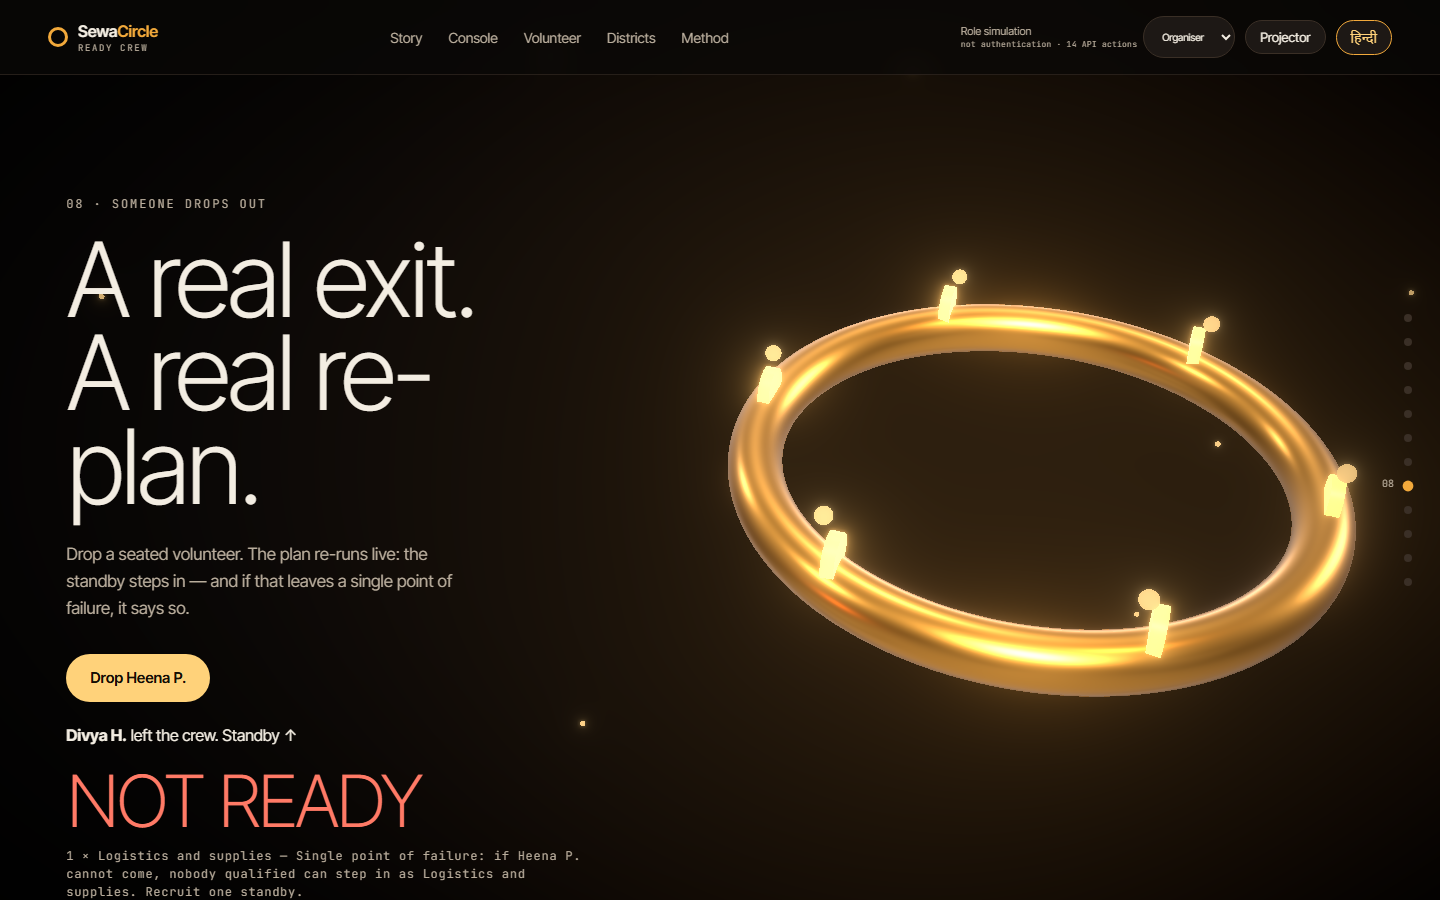 SewaCircle
READY CREW
Story
Console
Volunteer
Districts
Method
Role simulation
not authentication · 14 API actions
Organiser
Projector
हिन्दी
08 · SOMEONE DROPS OUT
A real exit.
A real re-
plan.
Drop a seated volunteer. The plan re-runs live: the
standby steps in — and if that leaves a single point of
failure, it says so.
08
Drop Heena P.
Divya H. left the crew. Standby ↑
NOT READY
1 × Logistics and supplies — Single point of failure: if Heena P.
cannot come, nobody qualified can step in as Logistics and
supplies. Recruit one standby.